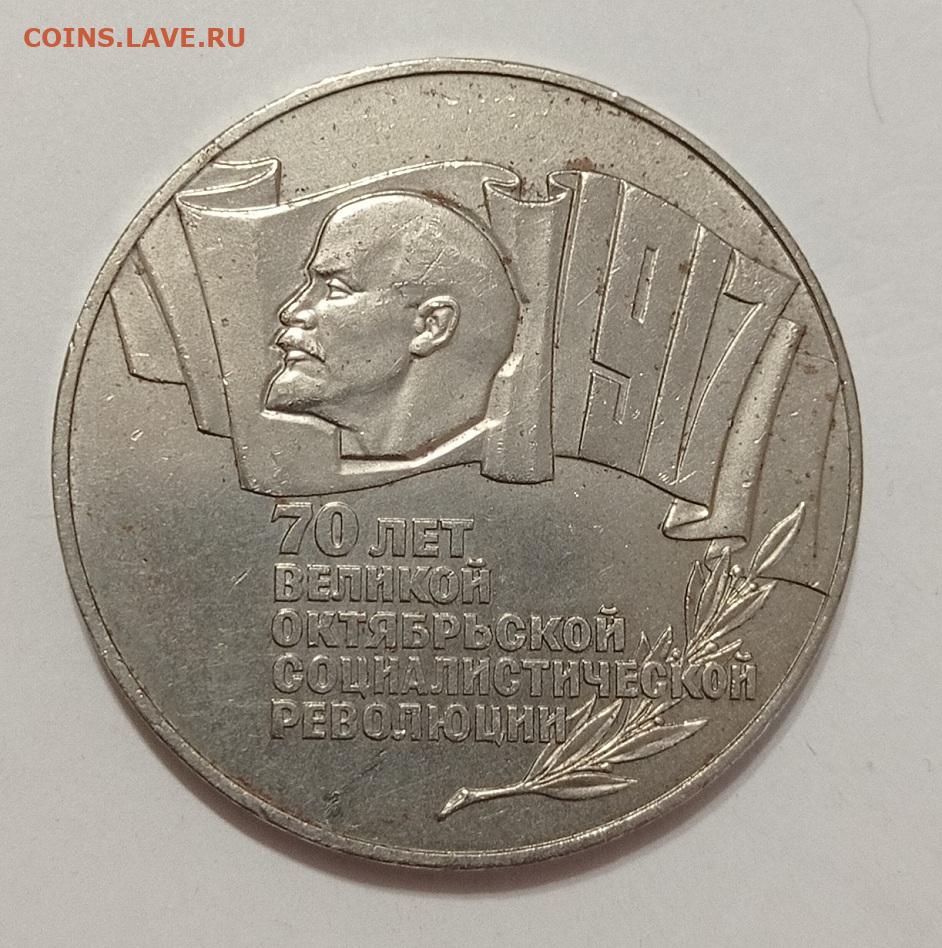 COINS.LAVE.RU
1917
70 ЛЕТ
ВЕЛИКОЙ
ОКТЯБРЬСКОЙ
СОЦИАЛИСТИЧЕСКОЙ
РЕВОЛЮЦИИ